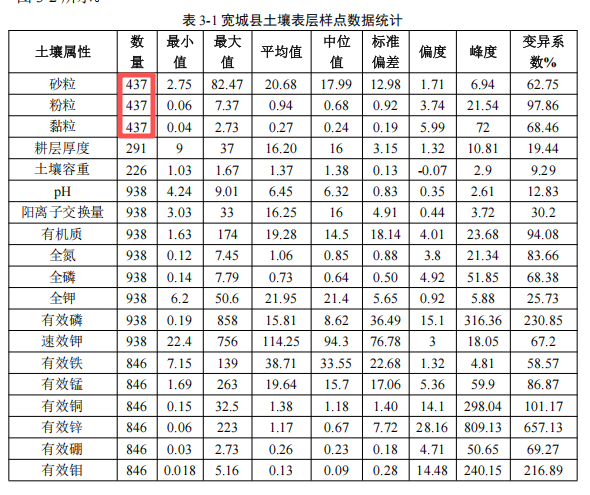 表 3-1 宽城县土壤表层样点数据统计
土壤属性 数量 最小值 最大值 平均值 中位值 标准偏差 偏度 峰度 变异系数%
砂粒 437 2.75 82.47 20.68 17.99 12.98 1.71 6.94 62.75
粉粒 437 0.06 7.37 0.94 0.68 0.92 3.74 21.54 97.86
黏粒 437 0.04 2.73 0.27 0.24 0.19 5.99 72 68.46
耕层厚度 291 9 37 16.20 16 3.15 1.32 10.81 19.44
土壤容重 226 1.03 1.67 1.37 1.38 0.13 -0.07 2.9 9.29
pH 938 4.24 9.01 6.45 6.32 0.83 0.35 2.61 12.83
阳离子交换量 938 3.03 33 16.25 16 4.91 0.44 3.72 30.2
有机质 938 1.63 174 19.28 14.5 18.14 4.01 23.68 94.08
全氮 938 0.12 7.45 1.06 0.85 0.88 3.8 21.34 83.66
全磷 938 0.14 7.79 0.73 0.64 0.50 4.92 51.85 68.38
全钾 938 6.2 50.6 21.95 21.4 5.65 0.92 5.88 25.73
有效磷 938 0.19 858 15.81 8.62 36.49 15.1 316.36 230.85
速效钾 938 22.4 756 114.25 94.3 76.78 3 18.05 67.2
有效铁 846 7.15 139 38.71 33.55 22.68 1.32 4.81 58.57
有效锰 846 1.69 263 19.64 15.7 17.06 5.36 59.9 86.87
有效铜 846 0.15 32.5 1.38 1.18 1.40 14.1 298.04 101.17
有效锌 846 0.06 223 1.17 0.67 7.72 28.16 809.13 657.13
有效硼 846 0.03 2.73 0.26 0.23 0.18 4.71 50.65 69.27
有效钼 846 0.018 5.16 0.13 0.09 0.28 14.48 240.15 216.89